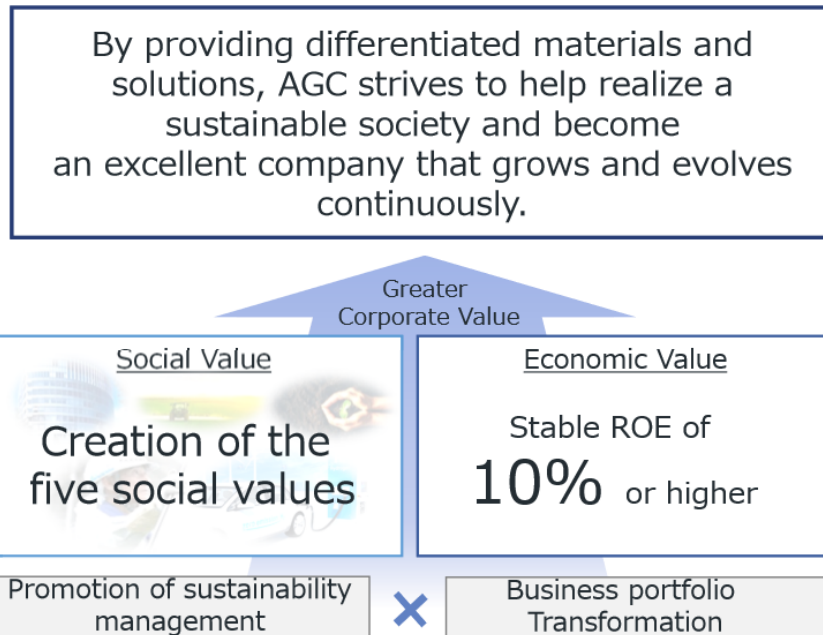 By providing differentiated materials and
solutions, AGC strives to help realize a
sustainable society and become
an excellent company that grows and evolves
continuously.
Greater
Corporate Value
Social Value
Creation of the
five social values
Economic Value
Stable ROE of
10% or higher
Promotion of sustainability
management
×
Business portfolio
Transformation